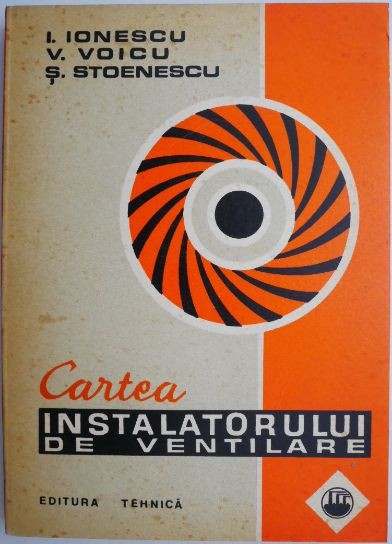 I. IONESCU
V. VOICU
Ș. STOENESCU
Cartea
INSTALATORULUI
DE VENTILARE
EDITURA TEHNICĂ